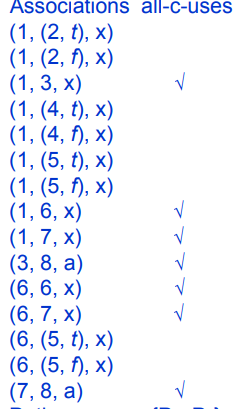 Associations all-c-uses
(1, (2, t), x)
(1, (2, f), x)
(1, 3, x) √
(1, (4, t), x)
(1, (4, f), x)
(1, (5, t), x)
(1, (5, f), x)
(1, 6, x) √
(1, 7, x) √
(3, 8, a) √
(6, 6, x) √
(6, 7, x) √
(6, (5, t), x)
(6, (5, f), x)
(7, 8, a) √